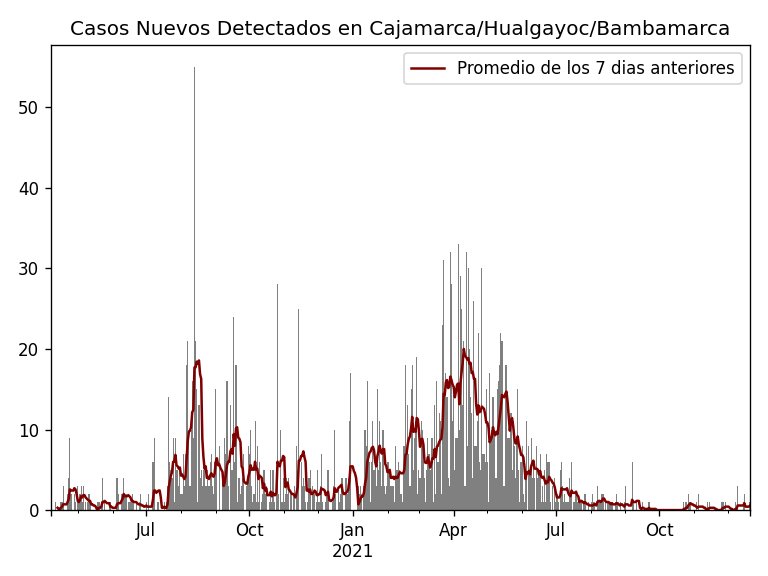 Casos Nuevos Detectados en Cajamarca/Hualgayoc/Bambamarca
Promedio de los 7 dias anteriores
50
40
30
20
10
0
Jul Oct Jan Apr Jul Oct
2021